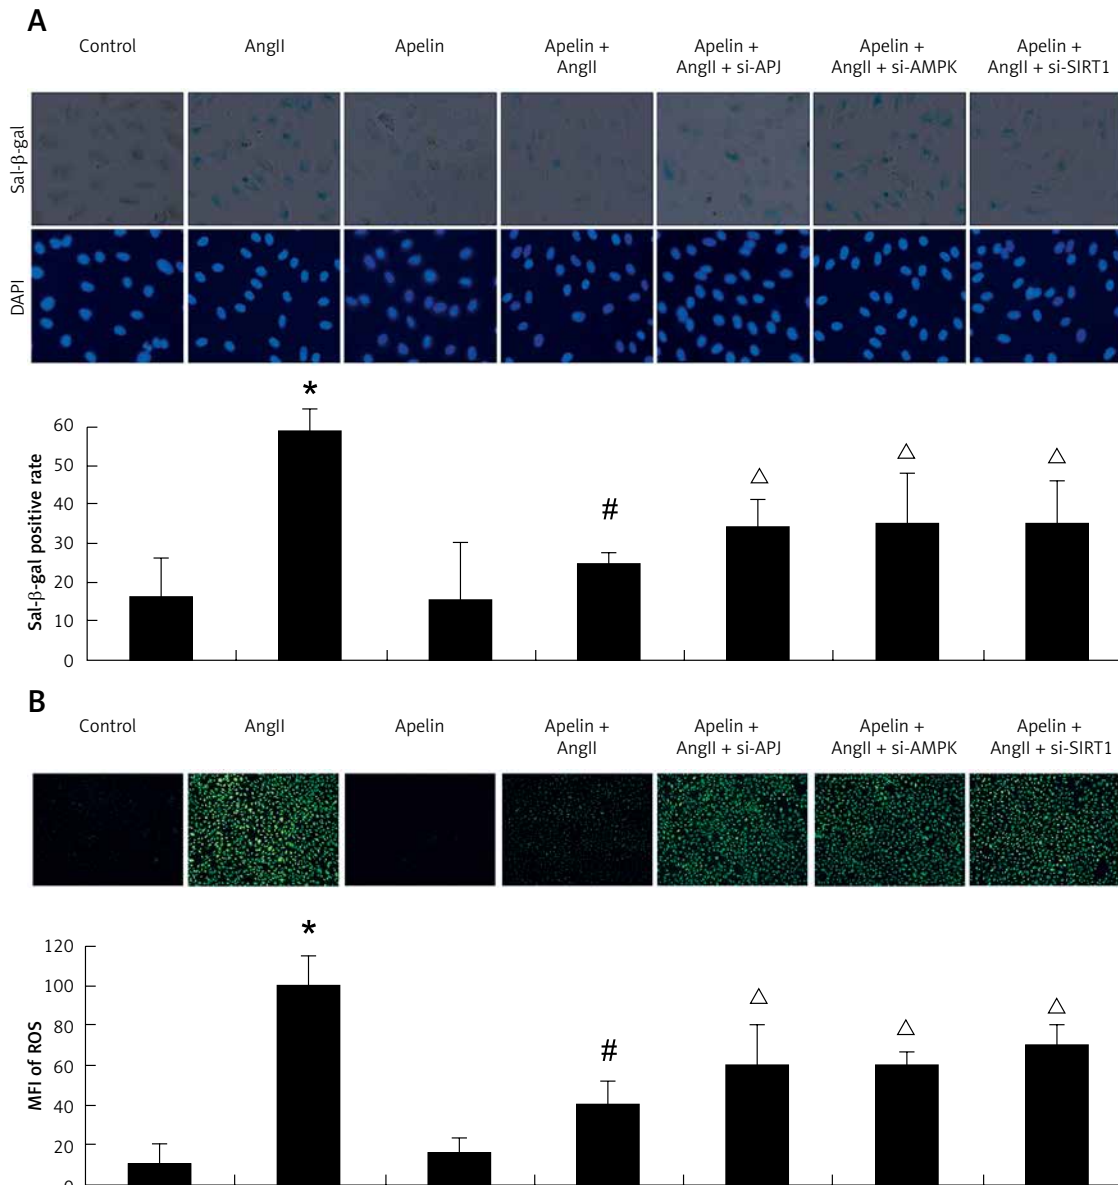 A
Control
AngII
Apelin
Apelin +
AngII
Apelin +
AngII + si-APJ
Apelin +
AngII + si-AMPK
Apelin +
AngII + si-SIRT1
Sal-β-gal
DAPI
Sal-β-gal positive rate
60
50
40
30
20
10
0
*
#
△
△
△
B
Control
AngII
Apelin
Apelin +
AngII
Apelin +
AngII + si-APJ
Apelin +
AngII + si-AMPK
Apelin +
AngII + si-SIRT1
MFI of ROS
120
100
80
60
40
20
0
*
#
△
△
△